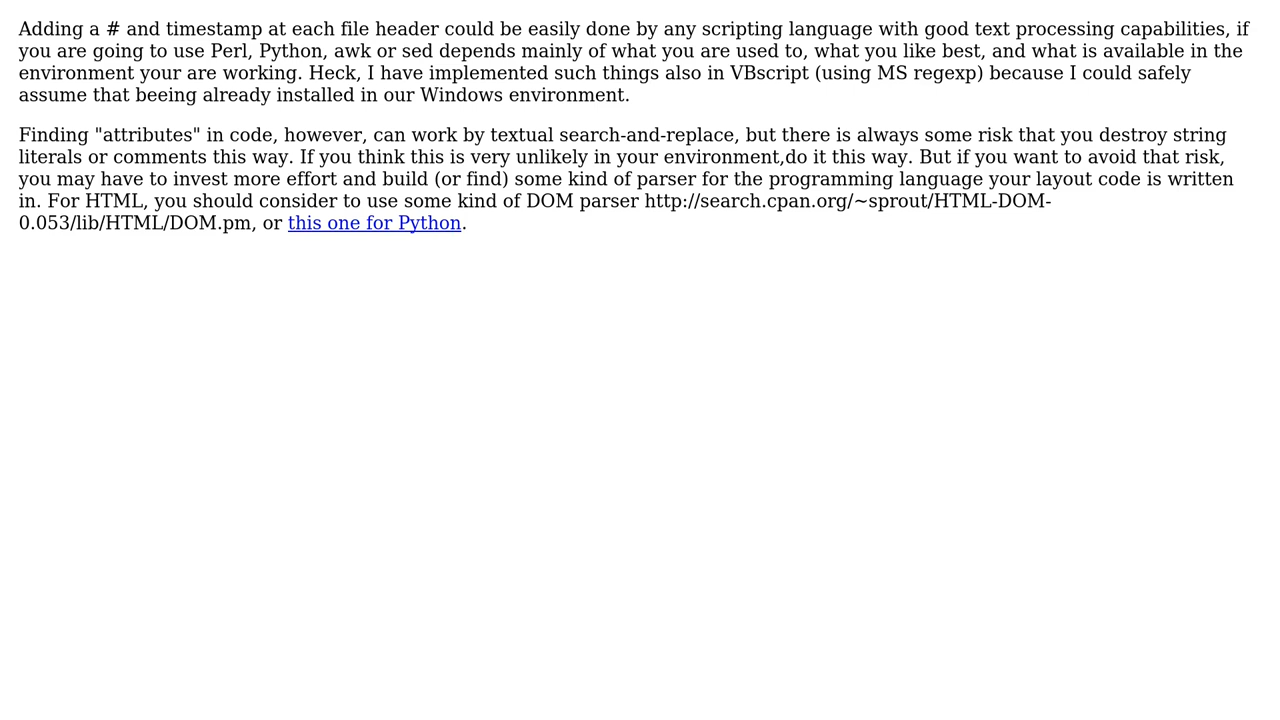 Adding a # and timestamp at each file header could be easily done by any scripting language with good text processing capabilities, if
you are going to use Perl, Python, awk or sed depends mainly of what you are used to, what you like best, and what is available in the
environment your are working. Heck, I have implemented such things also in VBscript (using MS regexp) because I could safely
assume that beeing already installed in our Windows environment.
Finding "attributes" in code, however, can work by textual search-and-replace, but there is always some risk that you destroy string
literals or comments this way. If you think this is very unlikely in your environment,do it this way. But if you want to avoid that risk,
you may have to invest more effort and build (or find) some kind of parser for the programming language your layout code is written
in. For HTML, you should consider to use some kind of DOM parser http://search.cpan.org/~sprout/HTML-DOM-
0.053/lib/HTML/DOM.pm, or this one for Python.